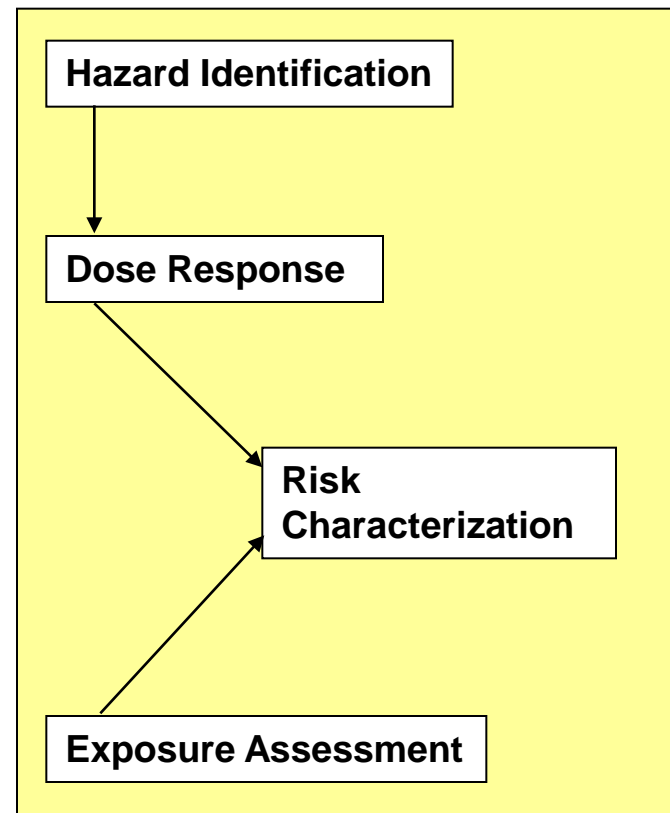 Hazard Identification
Dose Response
Risk
Characterization
Exposure Assessment